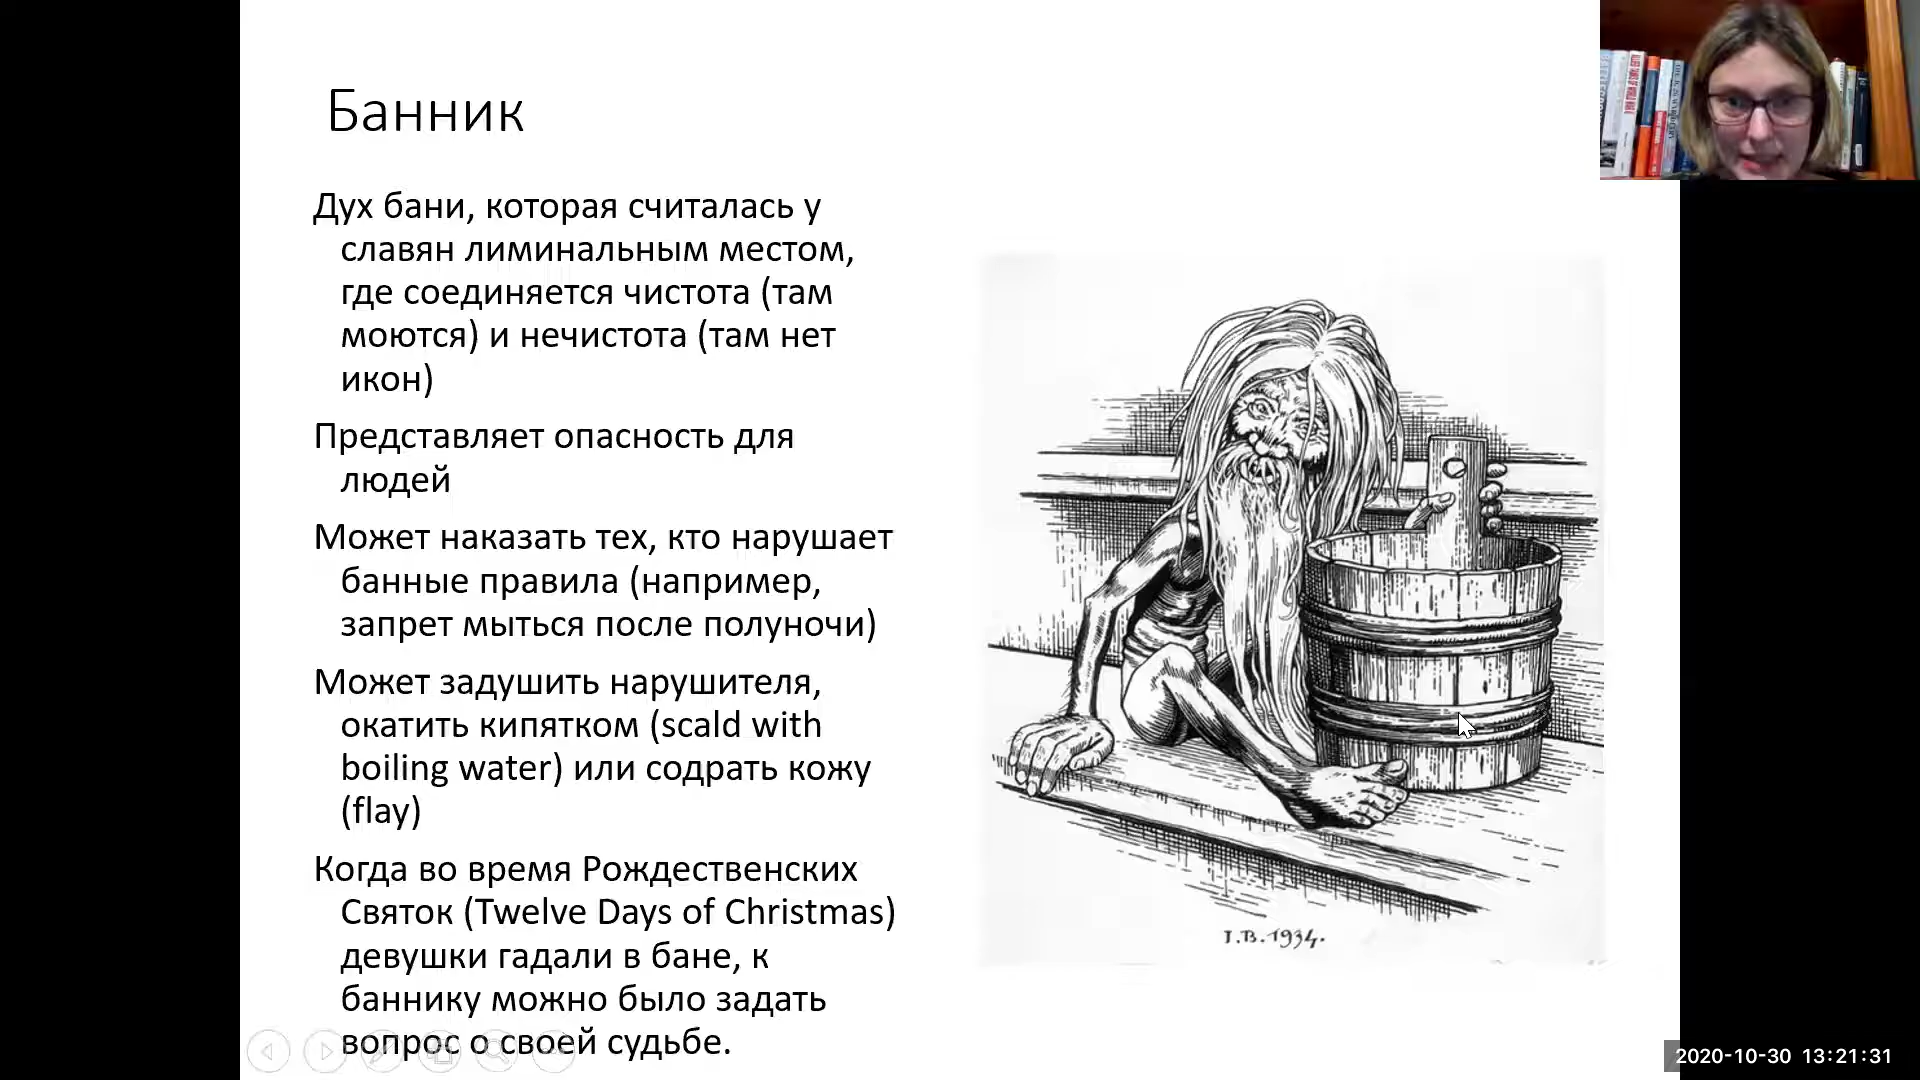 Банник
Дух бани, которая считалась у
славян лиминальным местом,
где соединяется чистота (там
моются) и нечистота (там нет
икон)
Представляет опасность для
людей
Может наказать тех, кто нарушает
банные правила (например,
запрет мыться после полуночи)
Может задушить нарушителя,
окатить кипятком (scald with
boiling water) или содрать кожу
(flay)
Когда во время Рождественских
Святок (Twelve Days of Christmas)
девушки гадали в бане, к
баннику можно было задать
вопрос о своей судьбе.
I.B.1934.
2020-10-30 13:21:31